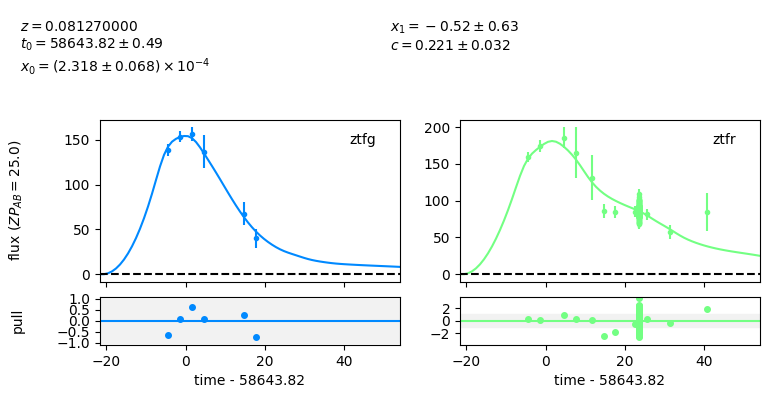 z = 0.081270000
t₀ = 58643.82 ± 0.49
x₀ = (2.318 ± 0.068) × 10⁻⁴
x₁ = −0.52 ± 0.63
c = 0.221 ± 0.032
flux (ZP_AB = 25.0)
150
100
50
0
ztfg
200
150
100
50
0
ztfr
pull
1.0
0.5
0.0
−0.5
−1.0
−20
0
20
40
time - 58643.82
2
0
−2
−20
0
20
40
time - 58643.82